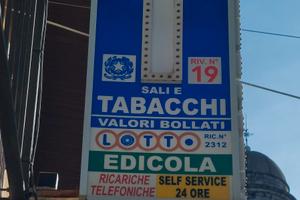 RIV. N°
19
SALI E
TABACCHI
VALORI BOLLATI
LOTTO
RIC. N°
2312
EDICOLA
RICARICHE
TELEFONICHE
SELF SERVICE
24 ORE